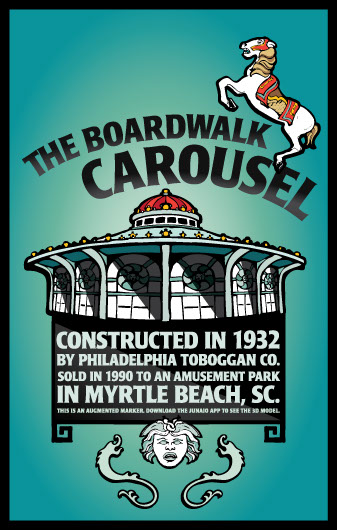 THE BOARDWALK
CAROUSEL
CONSTRUCTED IN 1932
BY PHILADELPHIA TOBOGGAN CO.
SOLD IN 1990 TO AN AMUSEMENT PARK
IN MYRTLE BEACH, SC.
THIS IS AN AUGMENTED MARKER. DOWNLOAD THE JUNAIO APP TO SEE THE 3D MODEL.